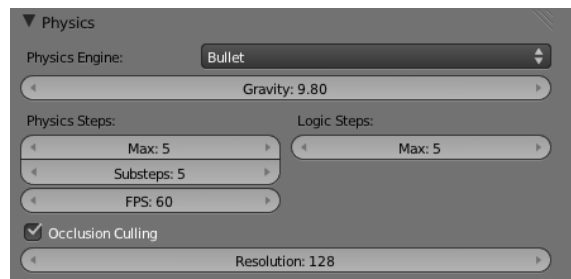 Physics
Physics Engine: Bullet
Gravity: 9.80
Physics Steps: Logic Steps:
Max: 5 Max: 5
Substeps: 5
FPS: 60
Occlusion Culling
Resolution: 128